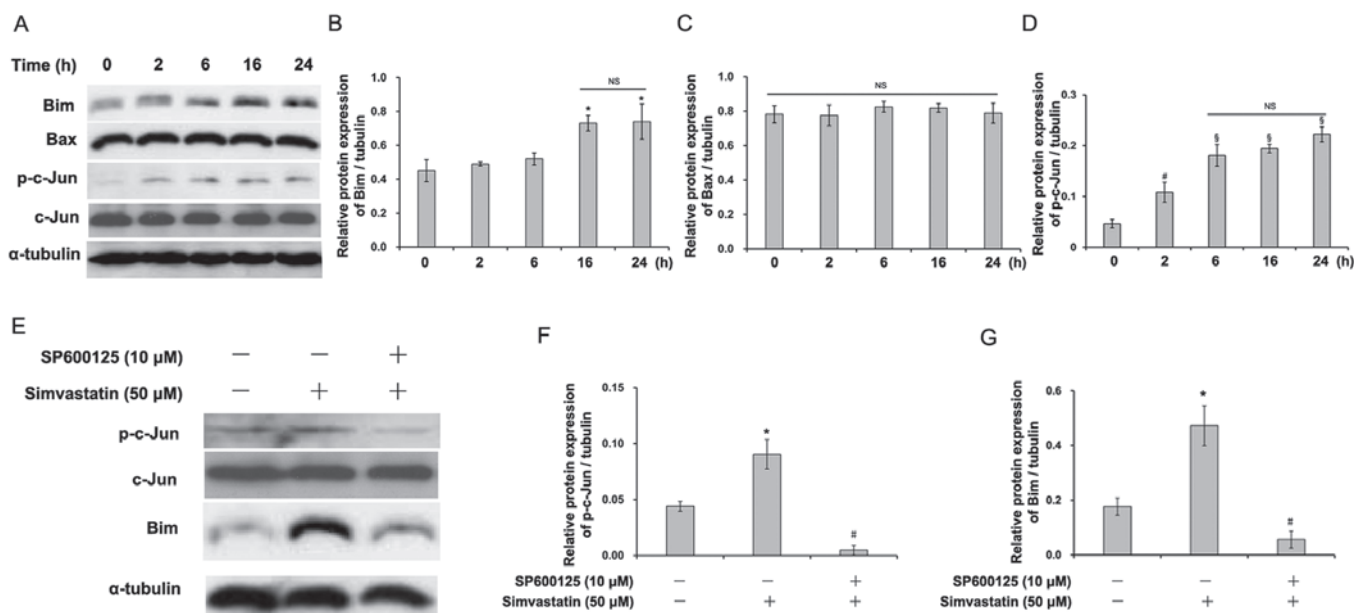 A
Time (h) 0 2 6 16 24
Bim
Bax
p-c-Jun
c-Jun
α-tubulin
B
Relative protein expression
of Bim / tubulin
1.0
0.8
0.6
0.4
0.2
0.0
NS
* *
0 2 6 16 24 (h)
C
Relative protein expression
of Bax / tubulin
1.0
0.8
0.6
0.4
0.2
0.0
NS
0 2 6 16 24 (h)
D
Relative protein expression
of p-c-Jun / tubulin
0.3
0.2
0.1
0
NS
# § § §
0 2 6 16 24 (h)
E
SP600125 (10 µM) − − +
Simvastatin (50 µM) − + +
p-c-Jun
c-Jun
Bim
α-tubulin
F
Relative protein expression
of p-c-Jun / tubulin
0.15
0.10
0.05
0.00
*
#
SP600125 (10 µM) − − +
Simvastatin (50 µM) − + +
G
Relative protein expression
of Bim / tubulin
0.6
0.4
0.2
0.0
*
#
SP600125 (10 µM) − − +
Simvastatin (50 µM) − + +